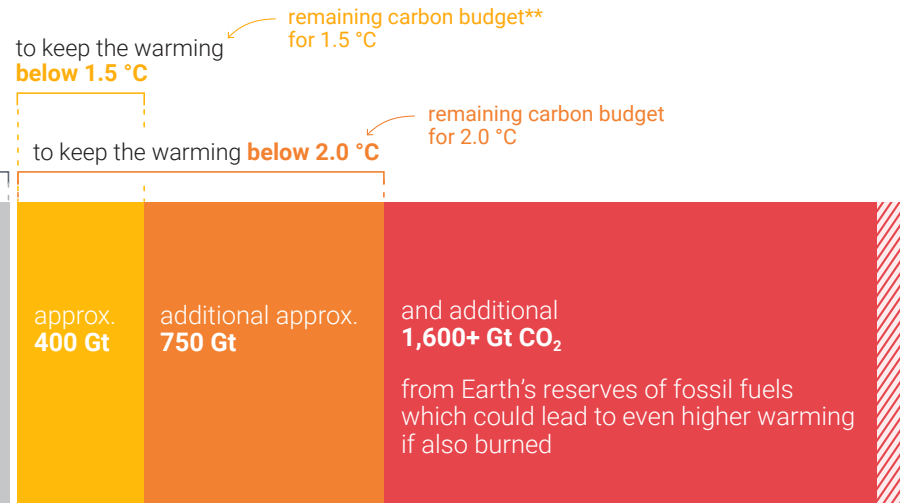 remaining carbon budget**
for 1.5 °C
to keep the warming
below 1.5 °C
remaining carbon budget
for 2.0 °C
to keep the warming below 2.0 °C
approx.
400 Gt
additional approx.
750 Gt
and additional
1,600+ Gt CO₂
from Earth's reserves of fossil fuels
which could lead to even higher warming
if also burned